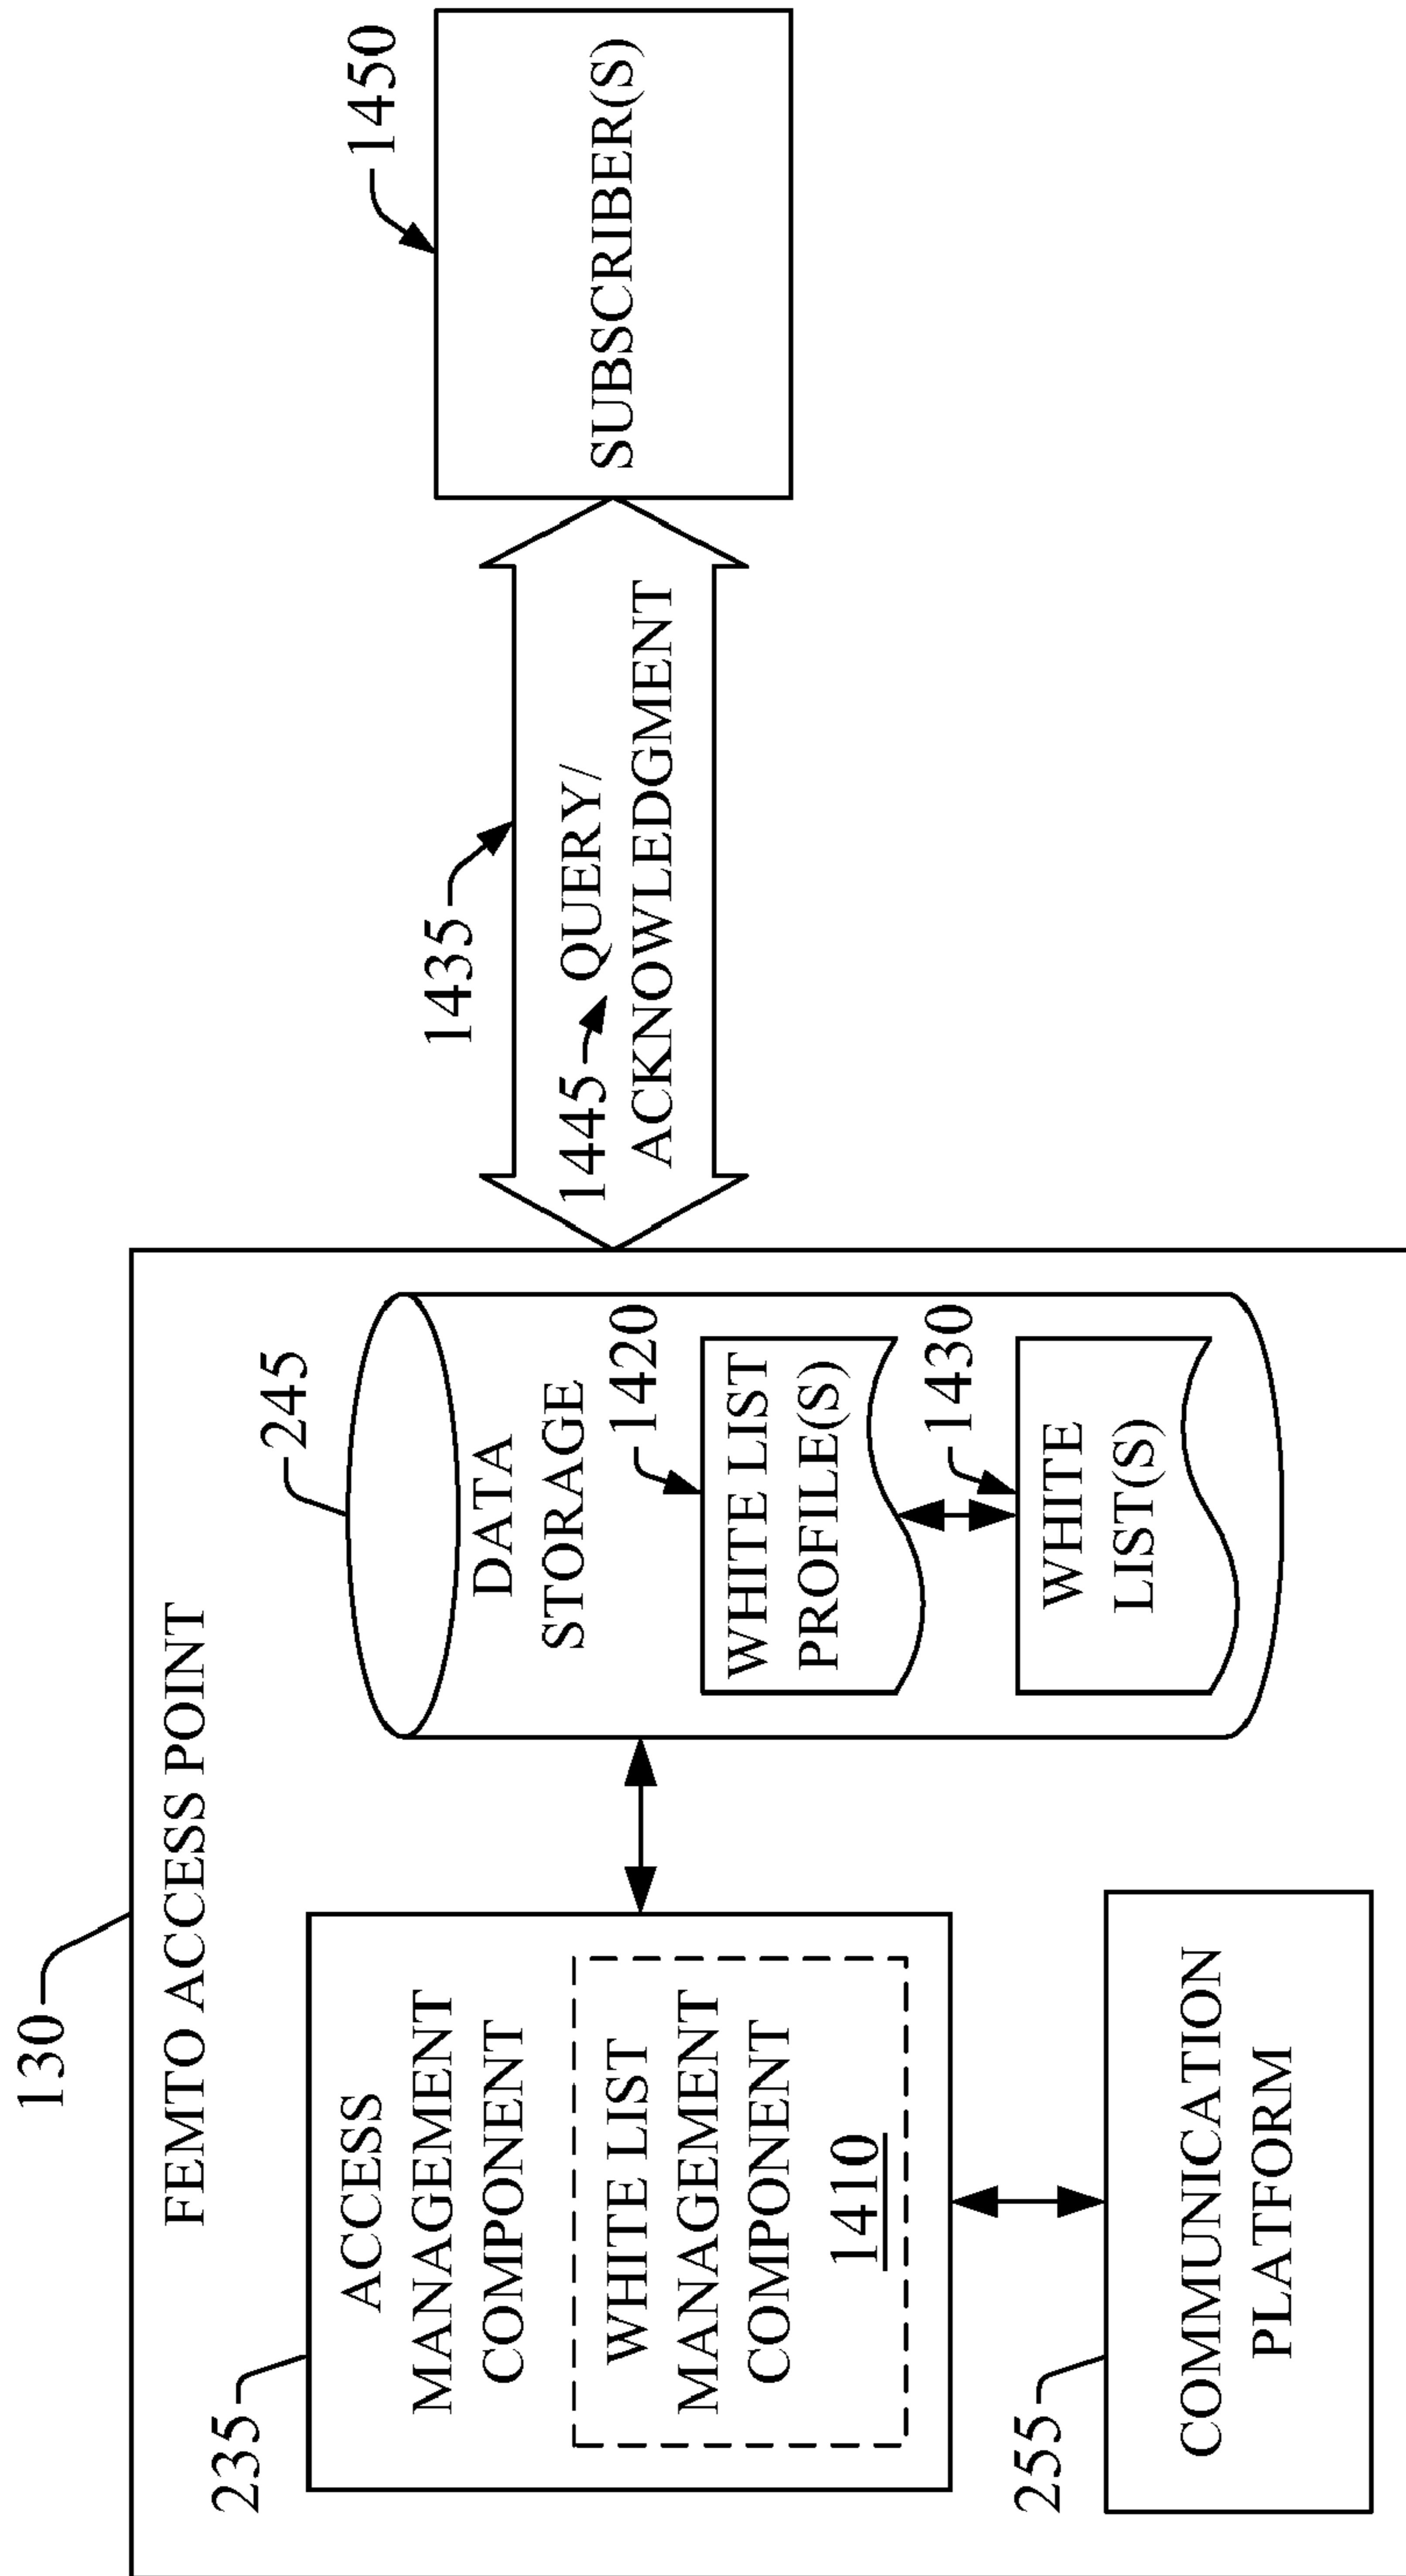 130
FEMTO ACCESS POINT
235
ACCESS
MANAGEMENT
COMPONENT
WHITE LIST
MANAGEMENT
COMPONENT
1410
255
COMMUNICATION
PLATFORM
245
DATA
STORAGE
1420
WHITE LIST
PROFILE(S)
1430
WHITE
LIST(S)
1435
1445 QUERY/
ACKNOWLEDGMENT
1450
SUBSCRIBER(S)